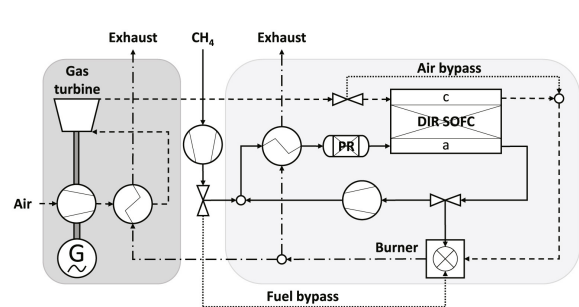 Exhaust
CH4
Exhaust
Gas
turbine
Air bypass
c
DIR SOFC
PR
a
Air
G
Burner
Fuel bypass